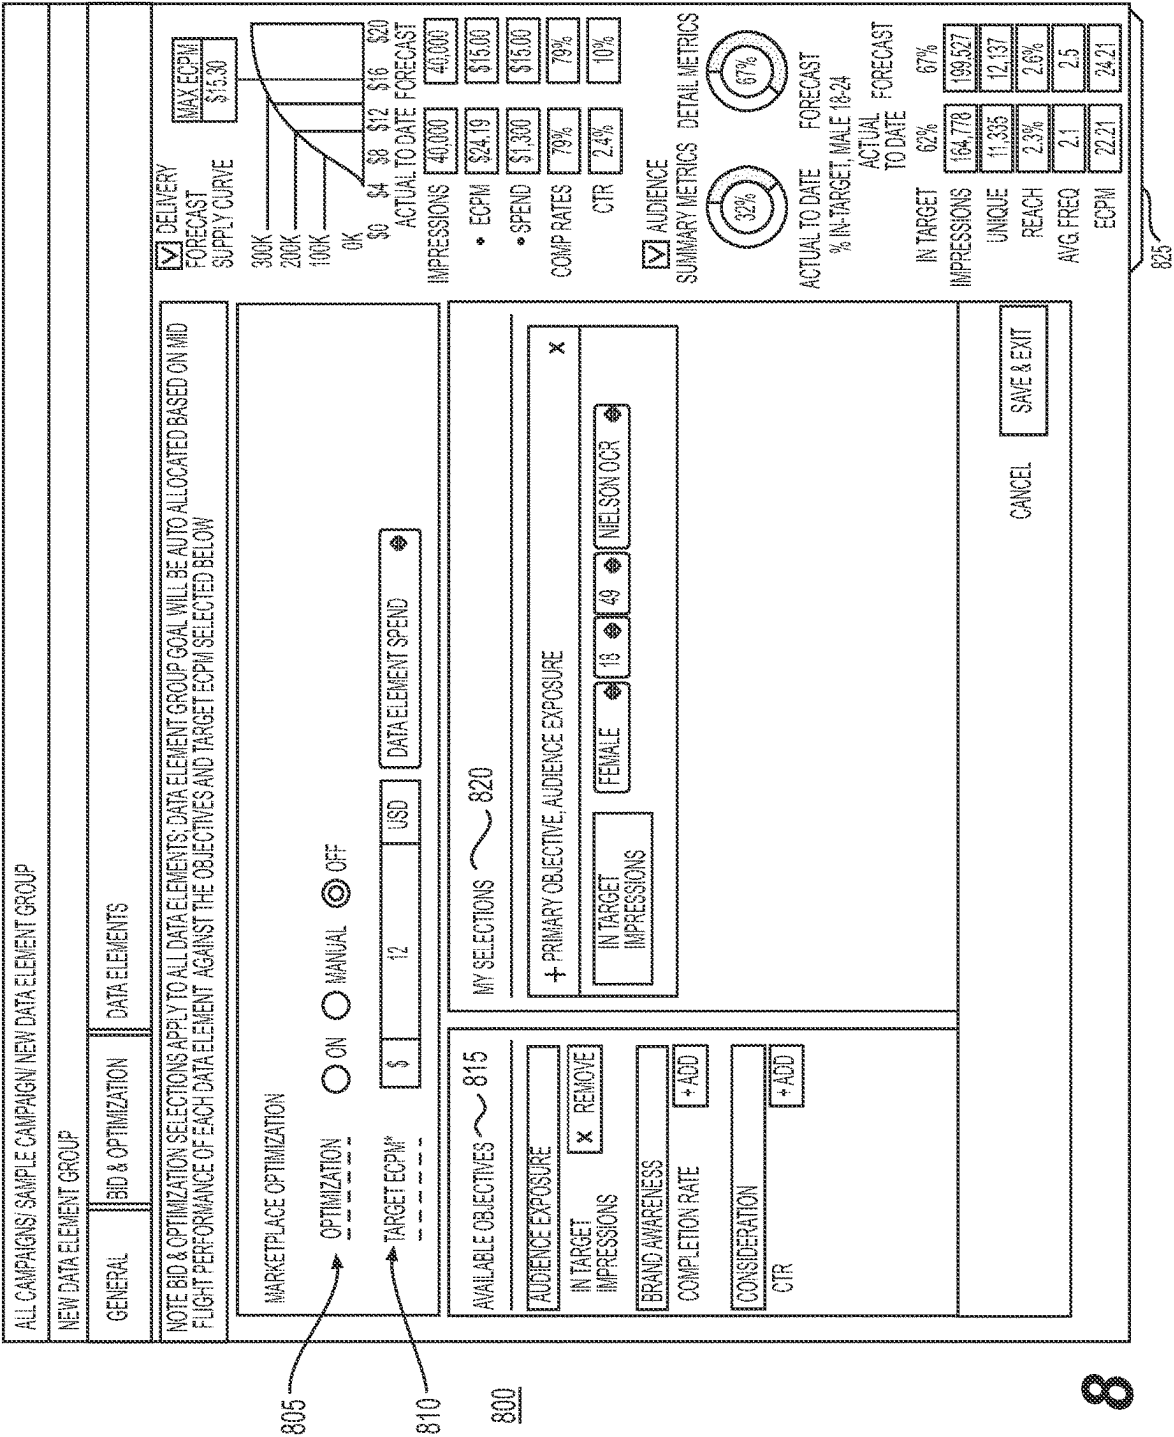 ALL CAMPAIGNS/ SAMPLE CAMPAIGN/ NEW DATA ELEMENT GROUP
NEW DATA ELEMENT GROUP
GENERAL
BID & OPTIMIZATION
DATA ELEMENTS
NOTE BID & OPTIMIZATION SELECTIONS APPLY TO ALL DATA ELEMENTS; DATA ELEMENT GROUP GOAL WILL BE AUTO ALLOCATED BASED ON MID
FLIGHT PERFORMANCE OF EACH DATA ELEMENT AGAINST THE OBJECTIVES AND TARGET ECPM SELECTED BELOW
MARKETPLACE OPTIMIZATION
805
OPTIMIZATION ON MANUAL OFF
810
TARGET ECPM* $ 12 USD DATA ELEMENT SPEND
800
AVAILABLE OBJECTIVES 815
AUDIENCE EXPOSURE
IN TARGET
IMPRESSIONS
X REMOVE
BRAND AWARENESS
COMPLETION RATE
+ ADD
CONSIDERATION
CTR
+ ADD
MY SELECTIONS 820
+ PRIMARY OBJECTIVE, AUDIENCE EXPOSURE X
IN TARGET
IMPRESSIONS
FEMALE 18 49 NIELSON OCR
CANCEL SAVE & EXIT
DELIVERY
FORECAST
SUPPLY CURVE
MAX ECPM
$15.30
300K
200K
100K
0K
$0 $4 $8 $12 $16 $20
ACTUAL TO DATE FORECAST
IMPRESSIONS 40,000 40,000
• ECPM $24.19 $15.00
• SPEND $1,300 $15.00
COMP RATES 79% 79%
CTR 2.4% 10%
AUDIENCE
SUMMARY METRICS DETAIL METRICS
32% 67%
ACTUAL TO DATE FORECAST
% IN-TARGET, MALE 18-24
ACTUAL
TO DATE FORECAST
IN TARGET 62% 67%
IMPRESSIONS 164,778 199,527
UNIQUE 11,335 12,137
REACH 2.3% 2.6%
AVG. FREQ 2.1 2.5
ECPM 22.21 24.21
825
8